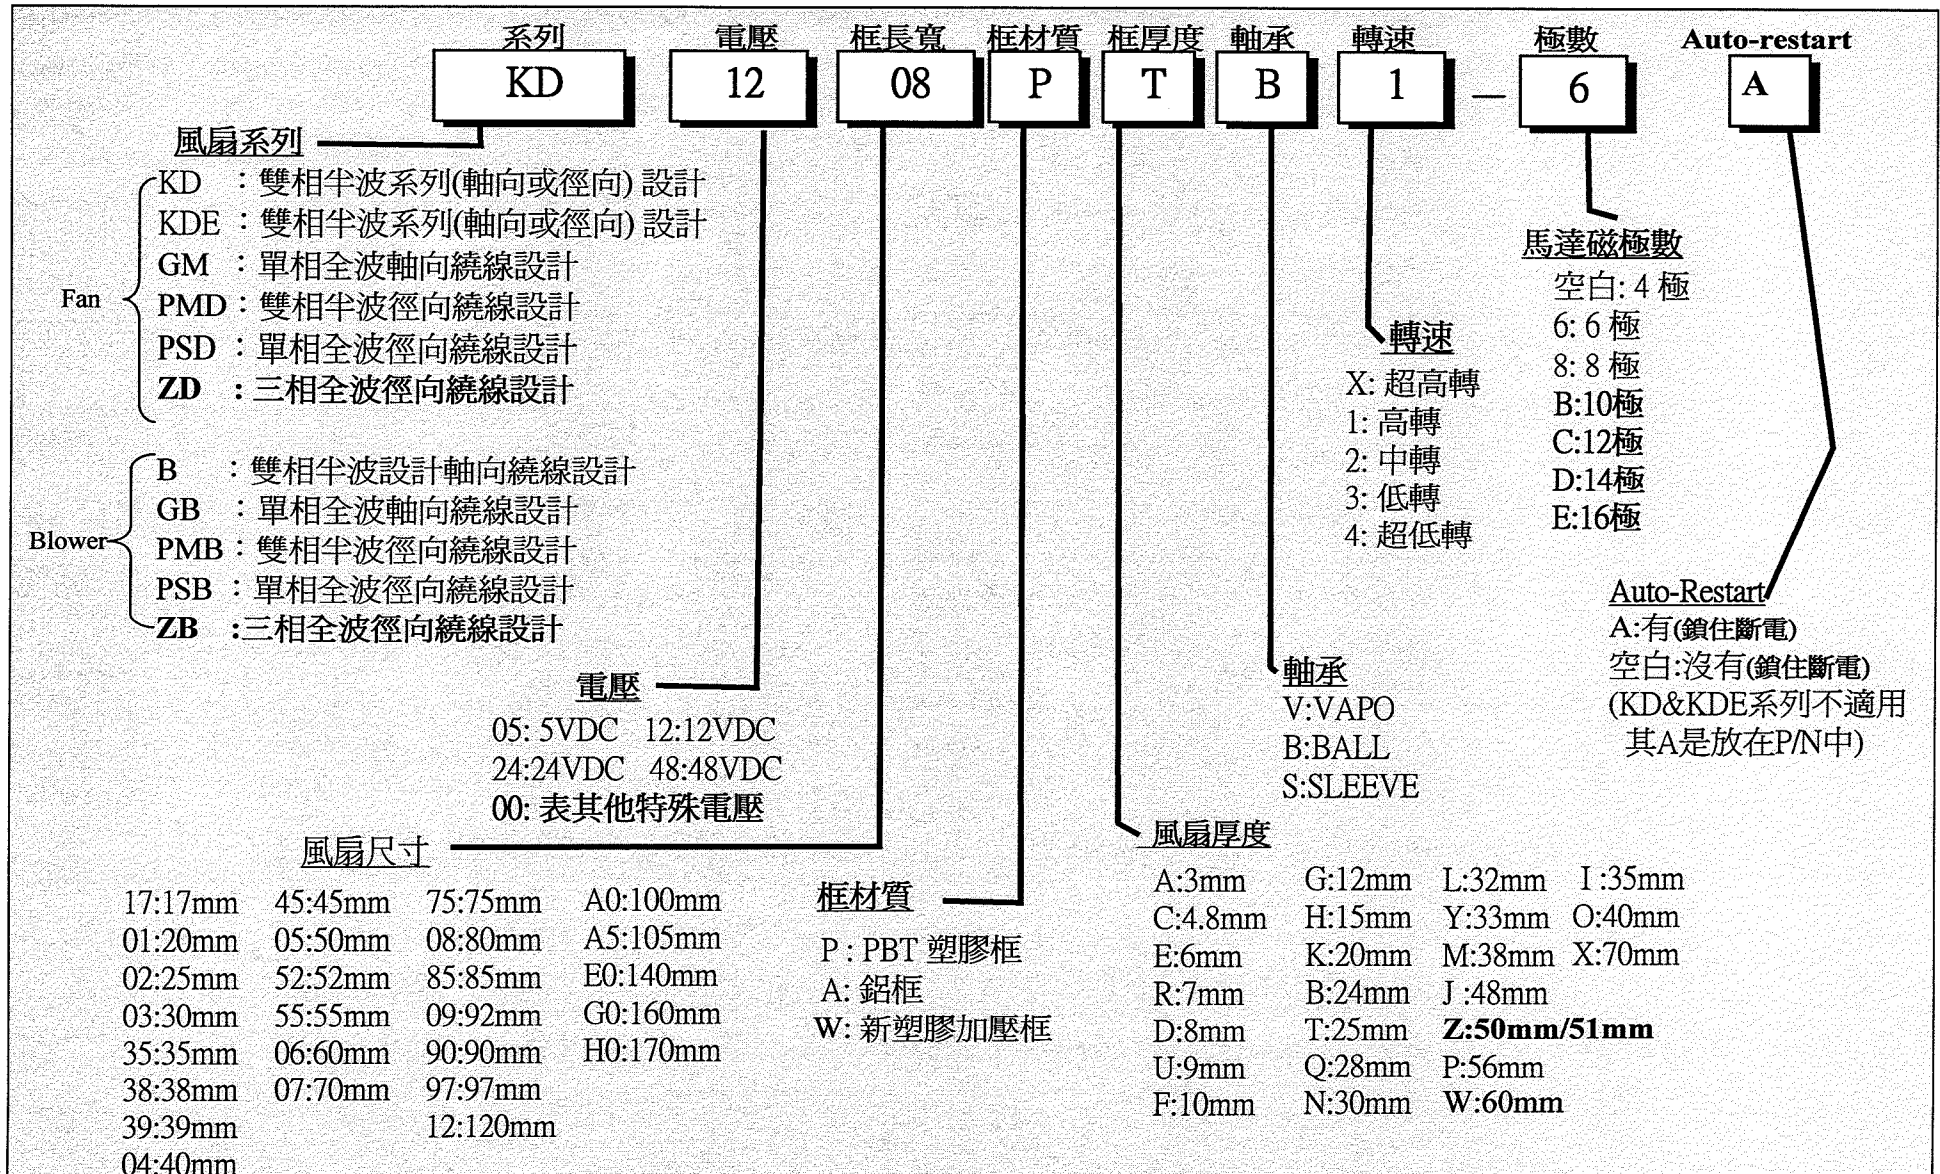 系列 電壓 框長寬 框材質 框厚度 軸承 轉速 極數 Auto-restart
KD 12 08 P T B 1 — 6 A
風扇系列
Fan
KD ：雙相半波系列(軸向或徑向) 設計
KDE ：雙相半波系列(軸向或徑向) 設計
GM ：單相全波軸向繞線設計
PMD：雙相半波徑向繞線設計
PSD ：單相全波徑向繞線設計
ZD ：三相全波徑向繞線設計
Blower
B ：雙相半波設計軸向繞線設計
GB ：單相全波軸向繞線設計
PMB：雙相半波徑向繞線設計
PSB ：單相全波徑向繞線設計
ZB :三相全波徑向繞線設計
電壓
05: 5VDC 12:12VDC
24:24VDC 48:48VDC
00: 表其他特殊電壓
風扇尺寸
17:17mm 45:45mm 75:75mm A0:100mm
01:20mm 05:50mm 08:80mm A5:105mm
02:25mm 52:52mm 85:85mm E0:140mm
03:30mm 55:55mm 09:92mm G0:160mm
35:35mm 06:60mm 90:90mm H0:170mm
38:38mm 07:70mm 97:97mm
39:39mm 12:120mm
04:40mm
框材質
P : PBT 塑膠框
A: 鋁框
W: 新塑膠加壓框
風扇厚度
A:3mm G:12mm L:32mm I :35mm
C:4.8mm H:15mm Y:33mm O:40mm
E:6mm K:20mm M:38mm X:70mm
R:7mm B:24mm J :48mm
D:8mm T:25mm Z:50mm/51mm
U:9mm Q:28mm P:56mm
F:10mm N:30mm W:60mm
軸承
V:VAPO
B:BALL
S:SLEEVE
轉速
X: 超高轉
1: 高轉
2: 中轉
3: 低轉
4: 超低轉
馬達磁極數
空白: 4 極
6: 6 極
8: 8 極
B:10極
C:12極
D:14極
E:16極
Auto-Restart
A:有(鎖住斷電)
空白:沒有(鎖住斷電)
(KD&KDE系列不適用
其A是放在P/N中)